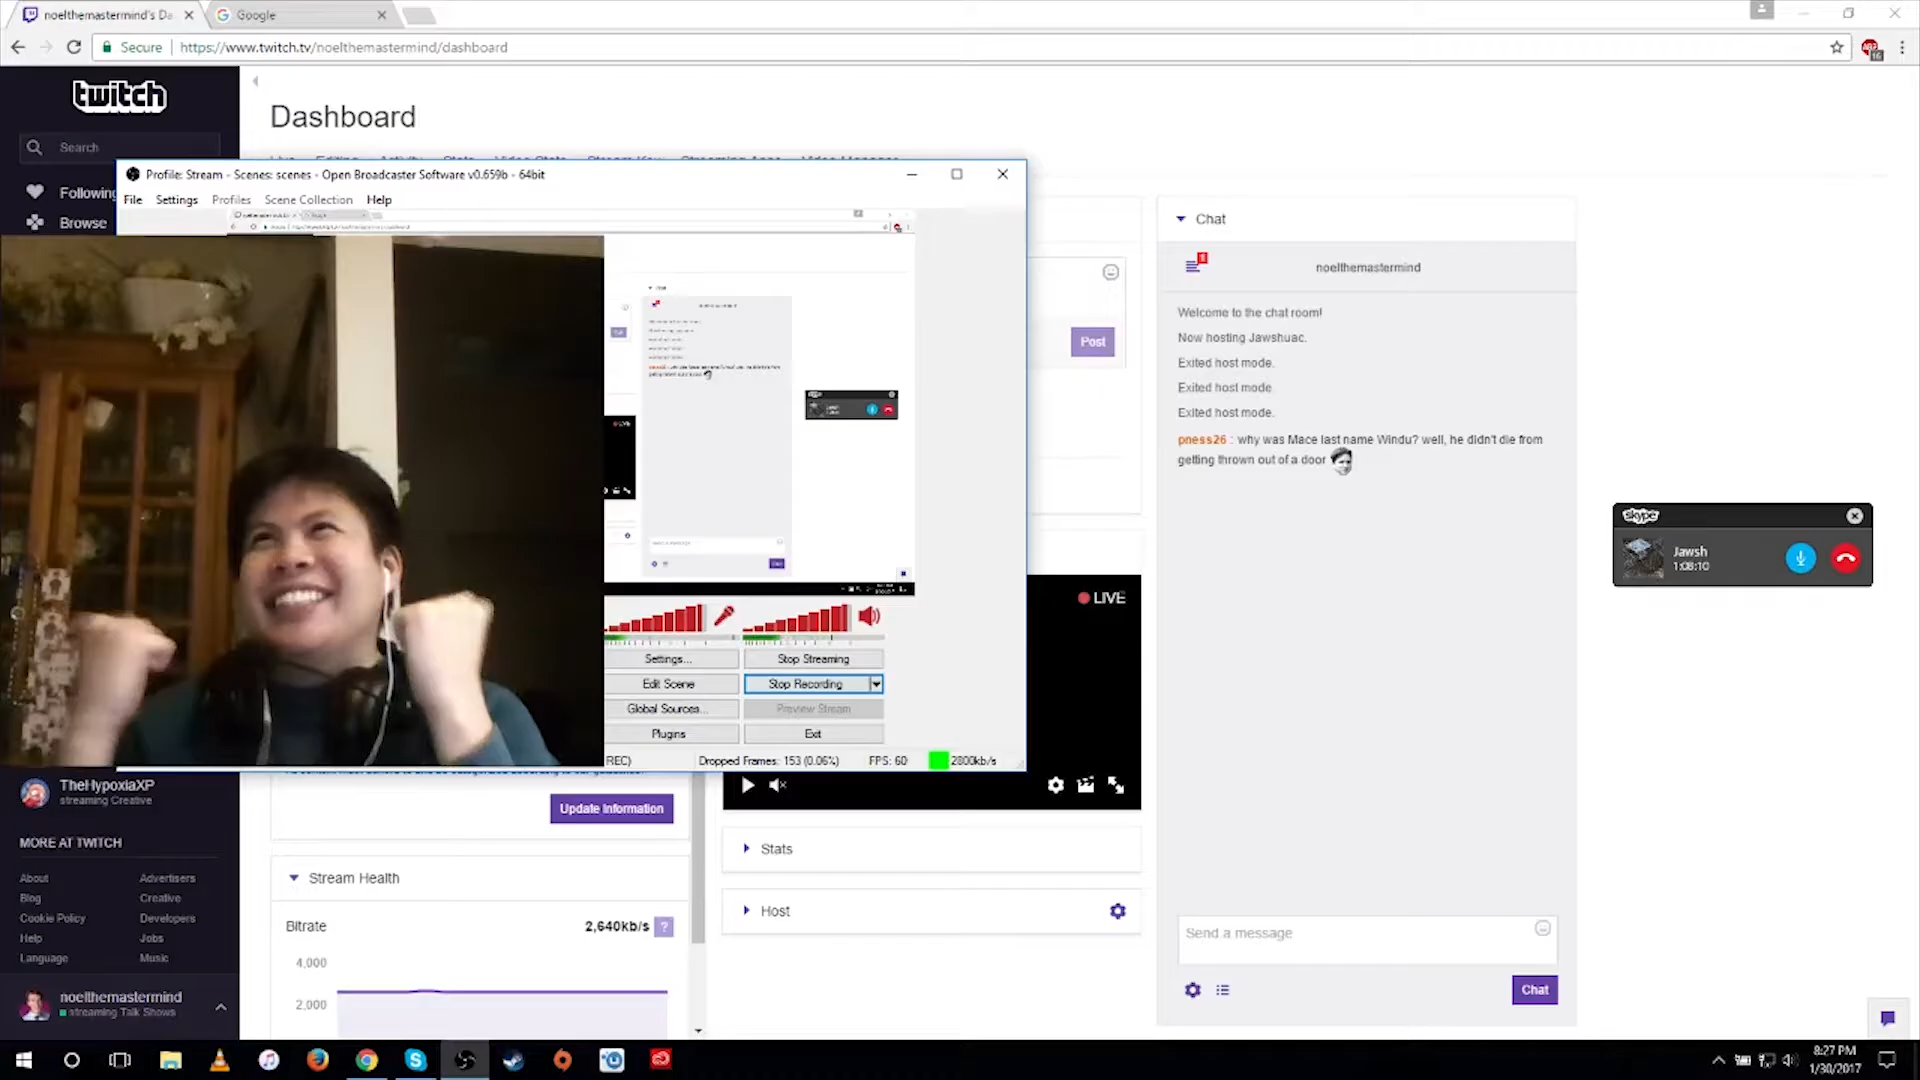 noelthemastermind's Da
Google
Secure
https://www.twitch.tv/noelthemastermind/dashboard
twitch
Search
Following
Browse
Dashboard
Profile: Stream - Scenes: scenes - Open Broadcaster Software v0.659b - 64bit
File Settings Profiles Scene Collection Help
Post
Chat
1
noelthemastermind
Welcome to the chat room!
Now hosting Jawshuac.
Exited host mode.
Exited host mode.
Exited host mode.
pness26 : why was Mace last name Windu? well, he didn't die from
getting thrown out of a door
skype
Jawsh
1:08:10
LIVE
Settings...
Stop Streaming
Edit Scene
Stop Recording
Global Sources...
Preview Stream
Plugins
Exit
REC)
Dropped Frames: 153 (0.06%)
FPS: 60
2800kb/s
TheHypoxiaXP
streaming Creative
Update Information
MORE AT TWITCH
About
Advertisers
Blog
Creative
Cookie Policy
Developers
Help
Jobs
Language
Music
noelthemastermind
streaming Talk Shows
Stream Health
Bitrate
2,640kb/s
?
4,000
2,000
Stats
Host
Send a message
Chat
8:27 PM
1/30/2017